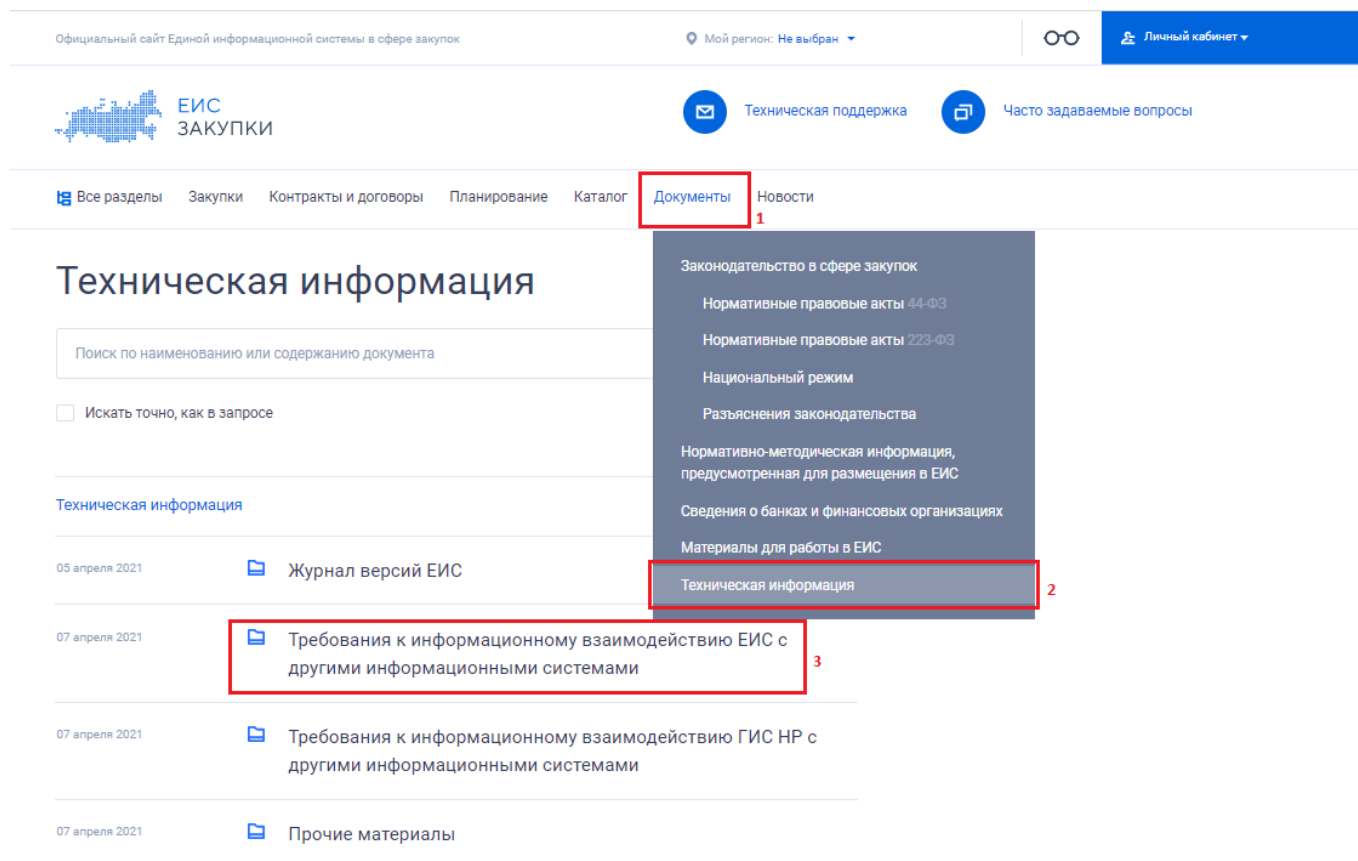 Официальный сайт Единой информационной системы в сфере закупок
Мой регион: Не выбран
Личный кабинет
ЕИС
ЗАКУПКИ
Техническая поддержка
Часто задаваемые вопросы
Все разделы Закупки Контракты и договоры Планирование Каталог Документы Новости
1
Законодательство в сфере закупок
Нормативные правовые акты 44-ФЗ
Нормативные правовые акты 223-ФЗ
Национальный режим
Разъяснения законодательства
Нормативно-методическая информация,
предусмотренная для размещения в ЕИС
Сведения о банках и финансовых организациях
Материалы для работы в ЕИС
Техническая информация
2
Техническая информация
Поиск по наименованию или содержанию документа
Искать точно, как в запросе
Техническая информация
05 апреля 2021 Журнал версий ЕИС
07 апреля 2021 Требования к информационному взаимодействию ЕИС с
другими информационными системами
3
07 апреля 2021 Требования к информационному взаимодействию ГИС НР с
другими информационными системами
07 апреля 2021 Прочие материалы